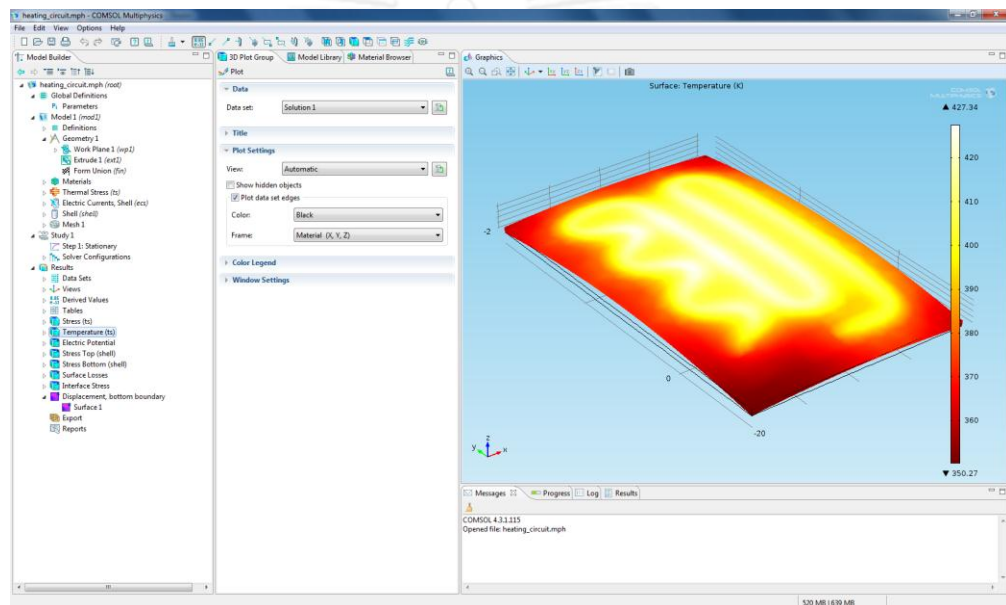 heating_circuit.mph - COMSOL Multiphysics
File Edit View Options Help
Model Builder
heating_circuit.mph (root)
Global Definitions
Parameters
Model 1 (mod1)
Definitions
Geometry 1
Work Plane 1 (wp1)
Extrude 1 (ext1)
Form Union (fin)
Materials
Thermal Stress (ts)
Electric Currents, Shell (ecs)
Shell (shell)
Mesh 1
Study 1
Step 1: Stationary
Solver Configurations
Results
Data Sets
Views
Derived Values
Tables
Stress (ts)
Temperature (ts)
Electric Potential
Stress Top (shell)
Stress Bottom (shell)
Surface Losses
Interface Stress
Displacement, bottom boundary
Surface 1
Export
Reports
3D Plot Group Model Library Material Browser
Plot
Data
Data set: Solution 1
Title
Plot Settings
View: Automatic
Show hidden objects
Plot data set edges
Color: Black
Frame: Material (X, Y, Z)
Color Legend
Window Settings
Graphics
Surface: Temperature (K)
COMSOL
MULTIPHYSICS
▲ 427.34
420
410
400
390
380
370
360
▼ 350.27
-2
0
-20
z
y
x
Messages Progress Log Results
COMSOL 4.3.1.115
Opened file: heating_circuit.mph
520 MB | 639 MB